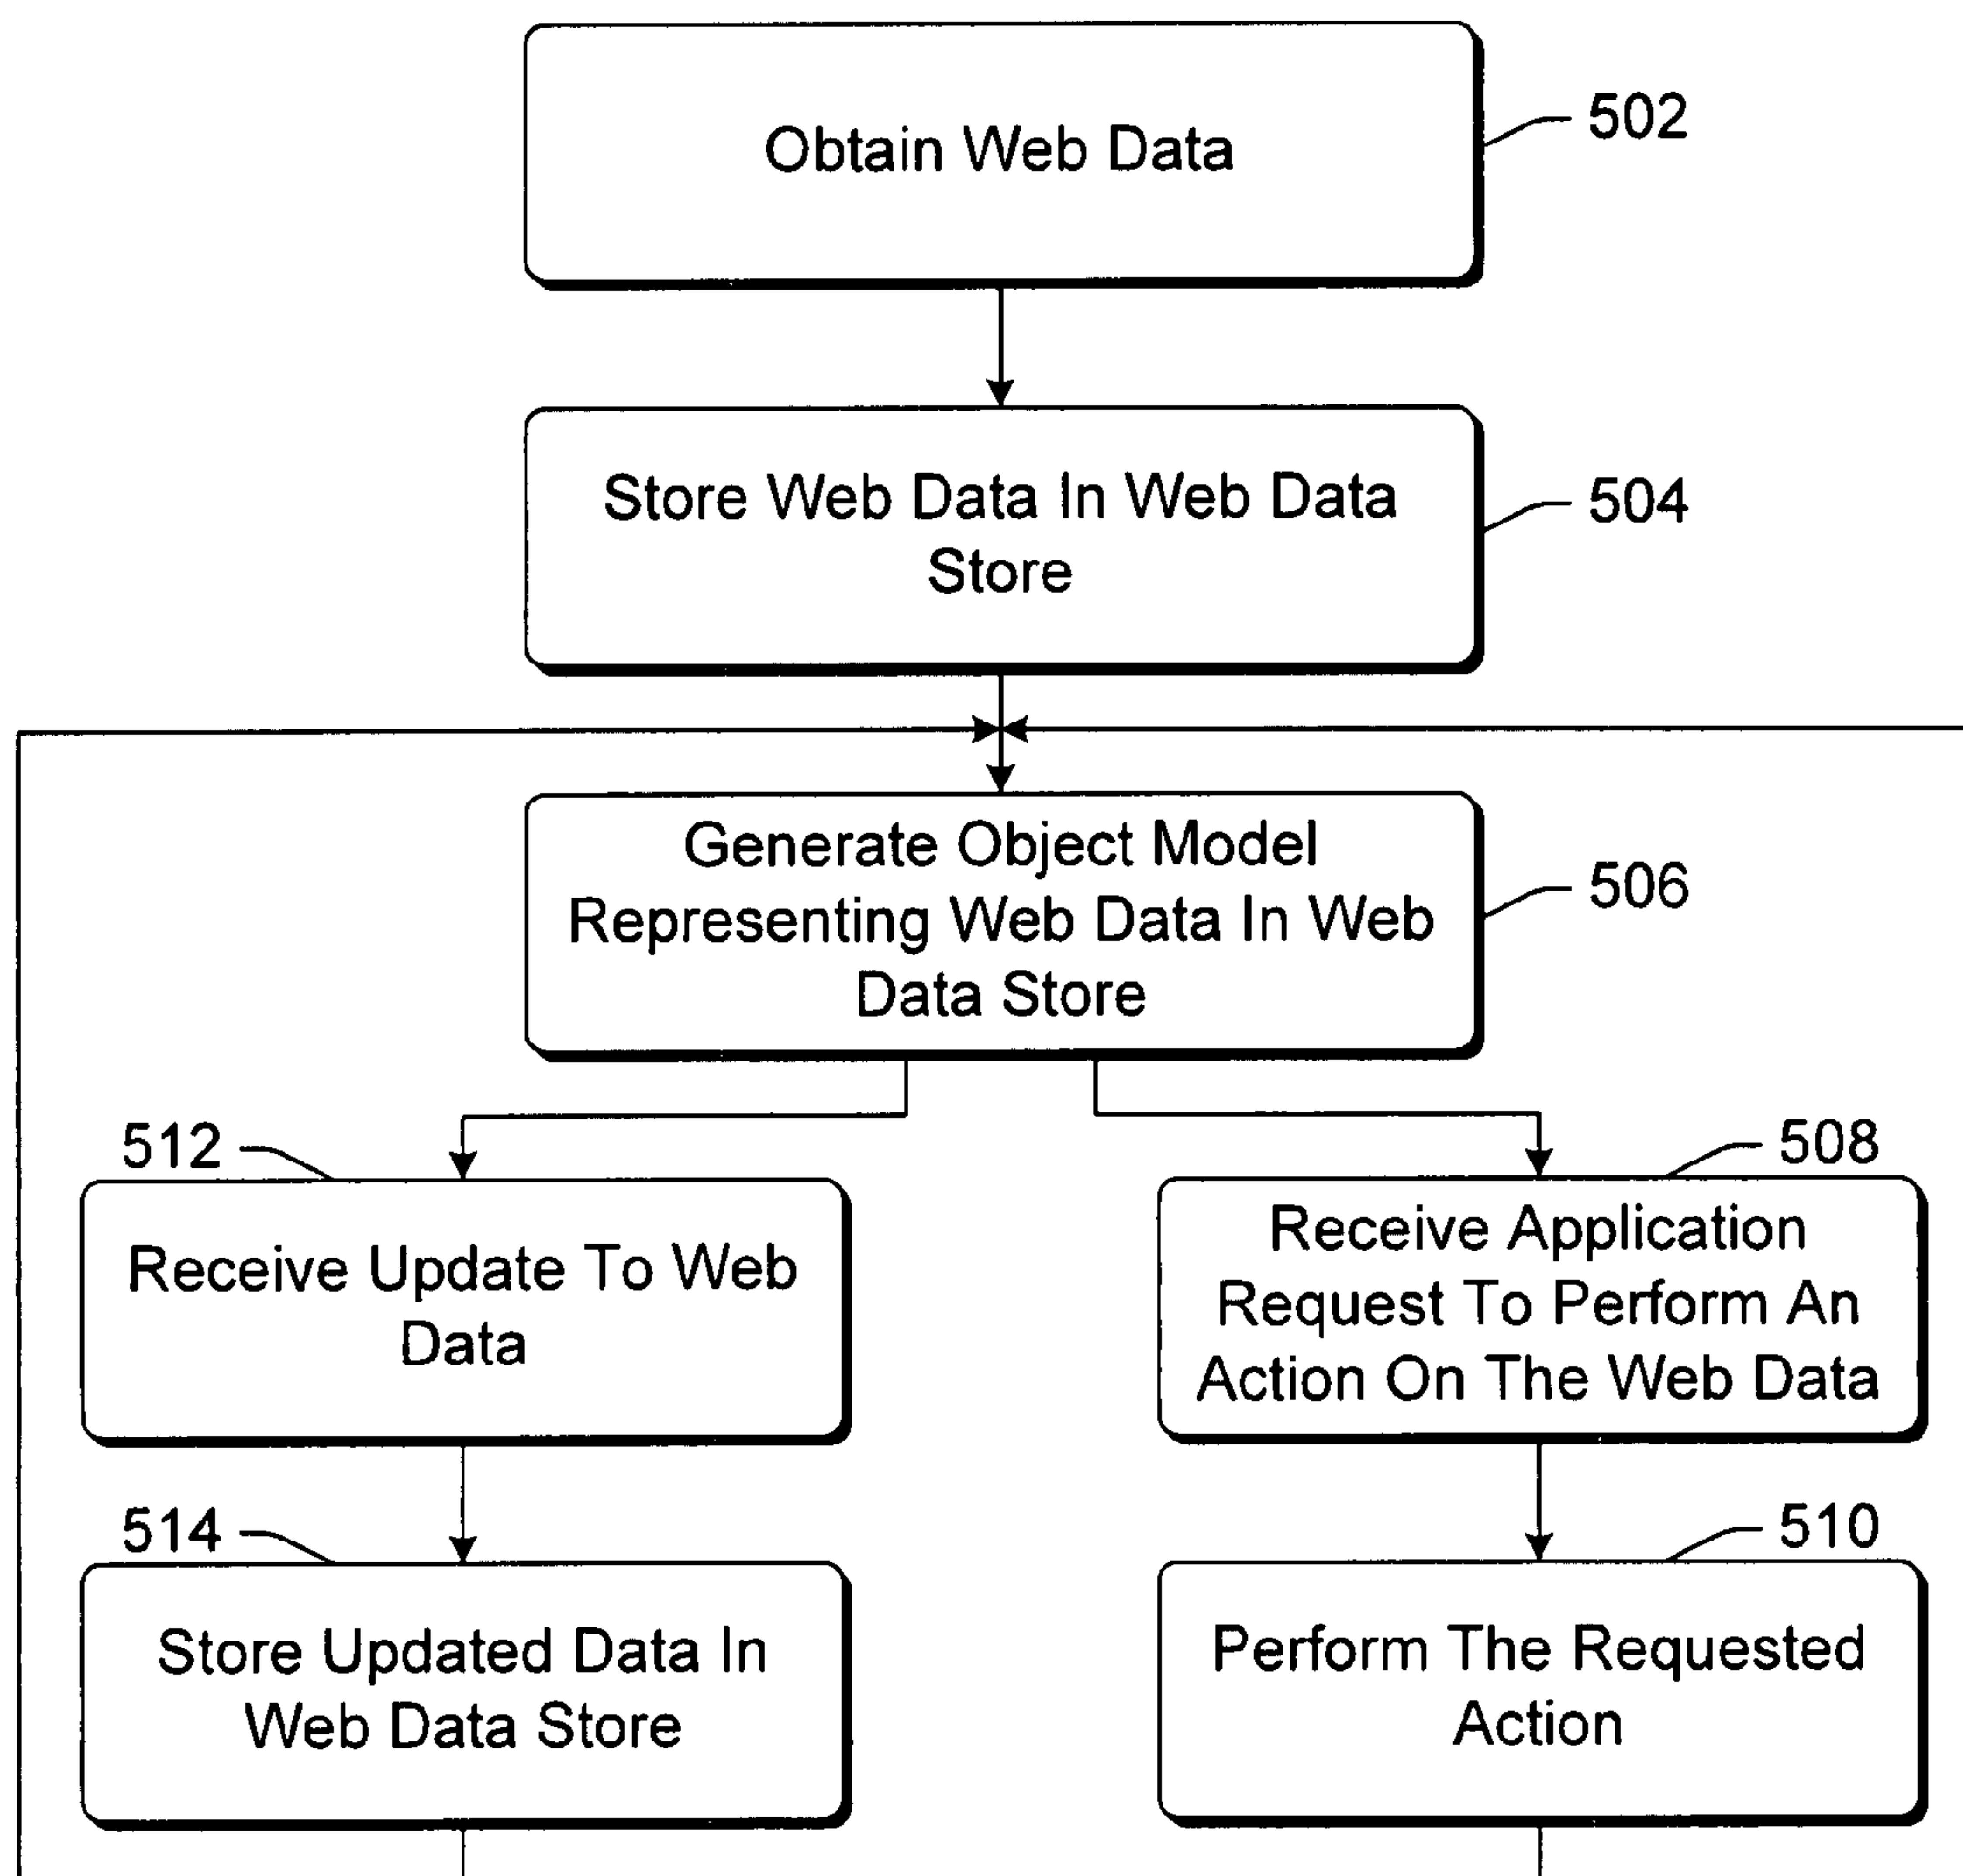 Obtain Web Data
502
Store Web Data In Web Data
Store
504
Generate Object Model
Representing Web Data In Web
Data Store
506
512
Receive Update To Web
Data
508
Receive Application
Request To Perform An
Action On The Web Data
514
Store Updated Data In
Web Data Store
510
Perform The Requested
Action